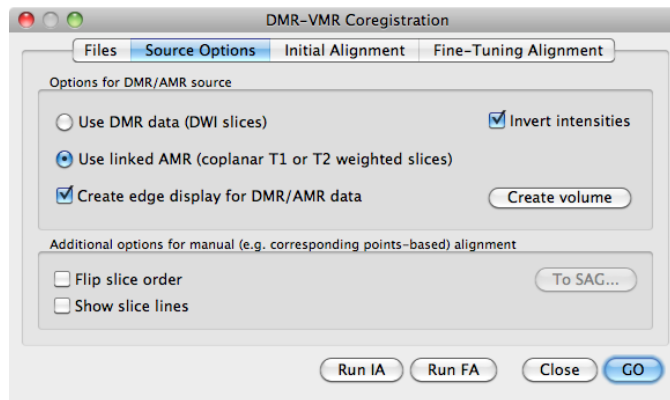 DMR-VMR Coregistration
Files Source Options Initial Alignment Fine-Tuning Alignment
Options for DMR/AMR source
Use DMR data (DWI slices) Invert intensities
Use linked AMR (coplanar T1 or T2 weighted slices)
Create edge display for DMR/AMR data Create volume
Additional options for manual (e.g. corresponding points-based) alignment
Flip slice order To SAG...
Show slice lines
Run IA Run FA Close GO